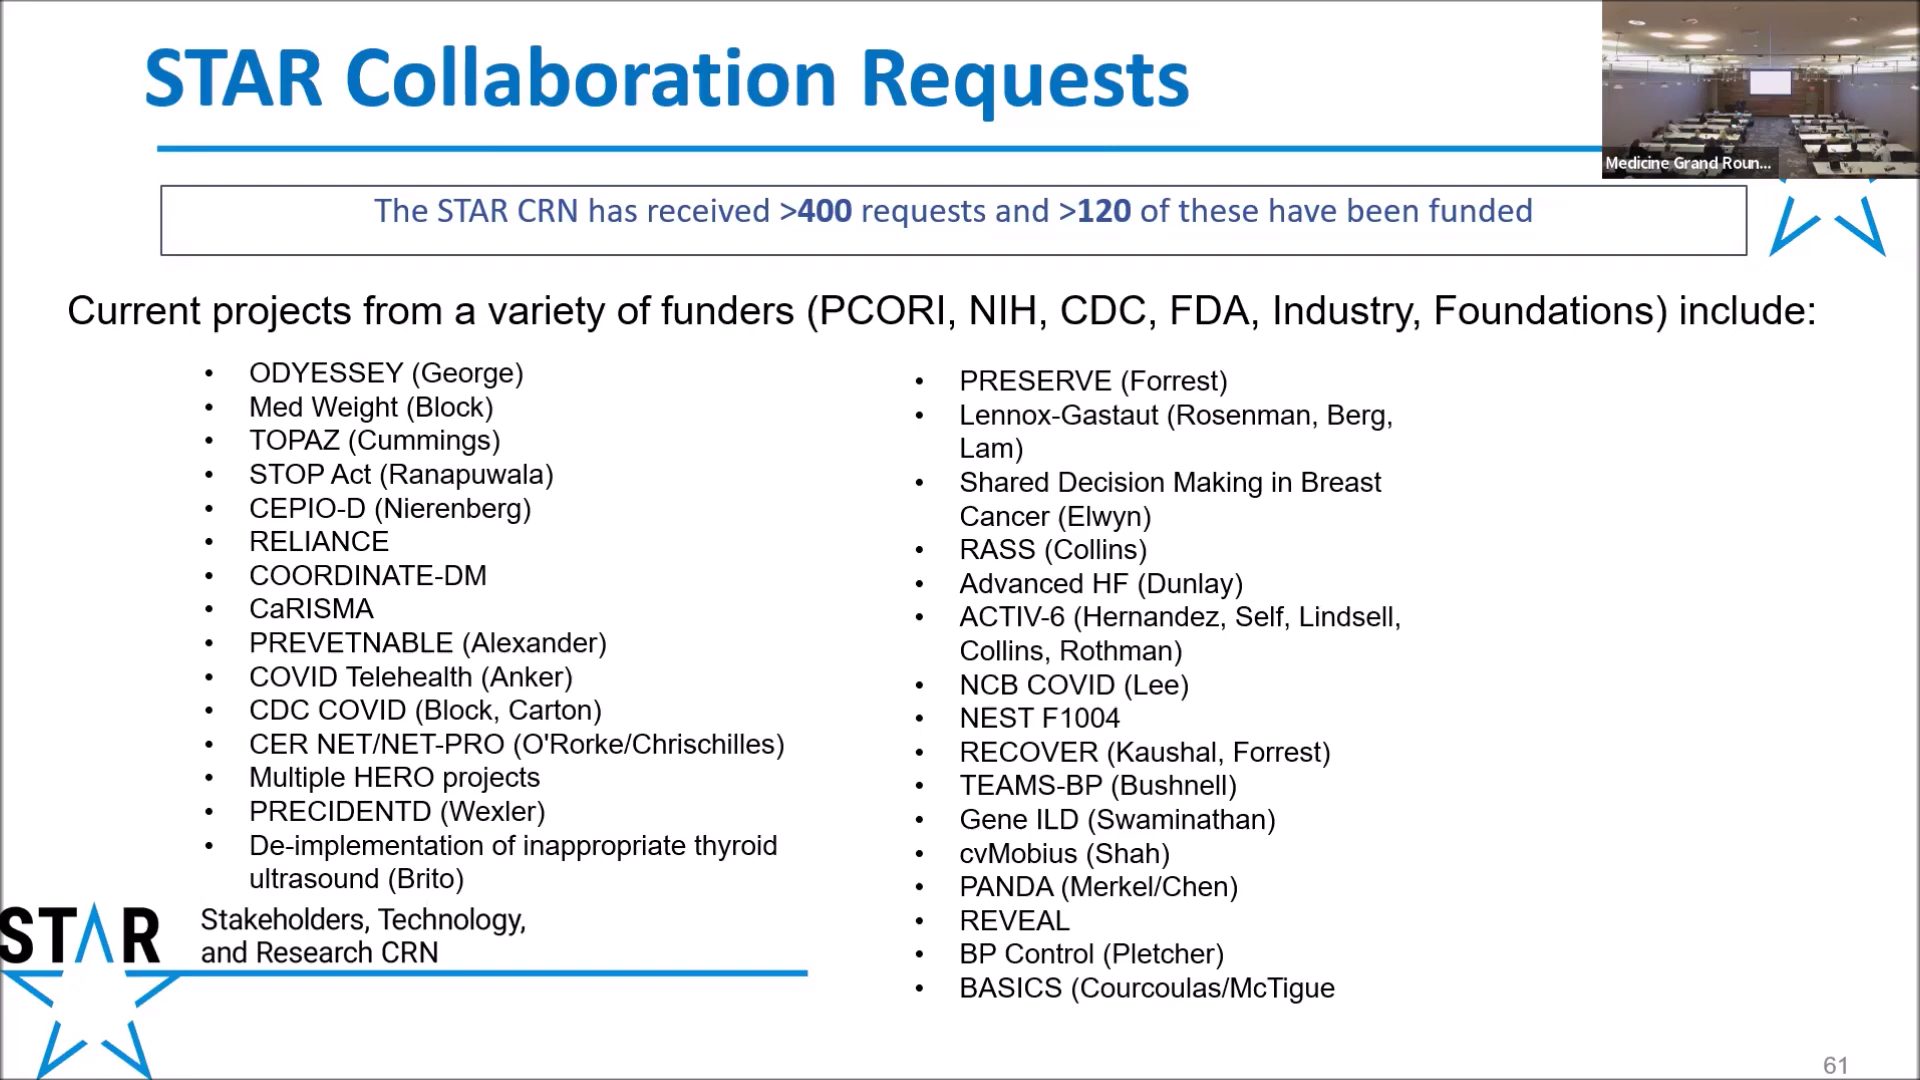 STAR Collaboration Requests
Medicine Grand Roun...
The STAR CRN has received >400 requests and >120 of these have been funded
Current projects from a variety of funders (PCORI, NIH, CDC, FDA, Industry, Foundations) include:
• ODYESSEY (George)
• Med Weight (Block)
• TOPAZ (Cummings)
• STOP Act (Ranapuwala)
• CEPIO-D (Nierenberg)
• RELIANCE
• COORDINATE-DM
• CaRISMA
• PREVETNABLE (Alexander)
• COVID Telehealth (Anker)
• CDC COVID (Block, Carton)
• CER NET/NET-PRO (O'Rorke/Chrischilles)
• Multiple HERO projects
• PRECIDENTD (Wexler)
• De-implementation of inappropriate thyroid
ultrasound (Brito)
• PRESERVE (Forrest)
• Lennox-Gastaut (Rosenman, Berg,
Lam)
• Shared Decision Making in Breast
Cancer (Elwyn)
• RASS (Collins)
• Advanced HF (Dunlay)
• ACTIV-6 (Hernandez, Self, Lindsell,
Collins, Rothman)
• NCB COVID (Lee)
• NEST F1004
• RECOVER (Kaushal, Forrest)
• TEAMS-BP (Bushnell)
• Gene ILD (Swaminathan)
• cvMobius (Shah)
• PANDA (Merkel/Chen)
• REVEAL
• BP Control (Pletcher)
• BASICS (Courcoulas/McTigue
STAR
Stakeholders, Technology,
and Research CRN
61